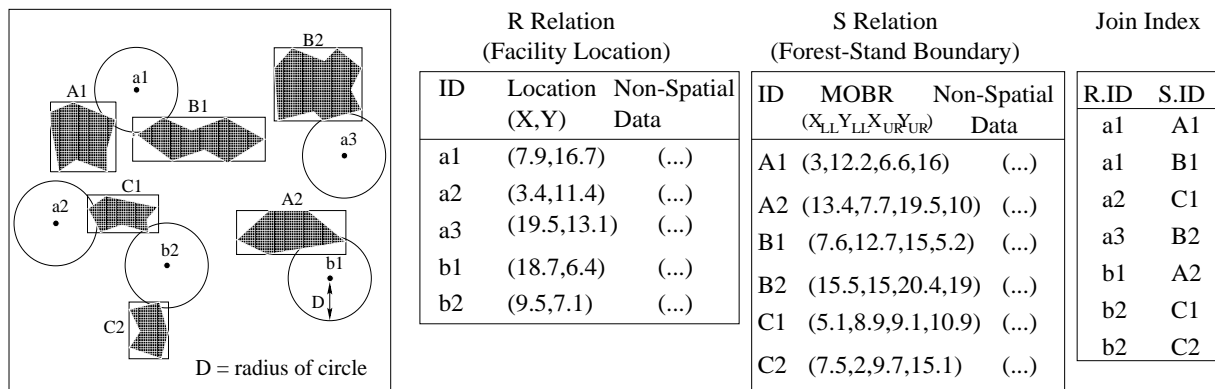 B2
a1
A1
B1
a3
C1
a2
A2
b2
b1
D
C2
D = radius of circle
R Relation
(Facility Location)
ID Location Non-Spatial
(X,Y) Data
a1 (7.9,16.7) (...)
a2 (3.4,11.4) (...)
a3 (19.5,13.1) (...)
b1 (18.7,6.4) (...)
b2 (9.5,7.1) (...)
S Relation
(Forest-Stand Boundary)
ID MOBR Non-Spatial
(XLLYLLXURYUR) Data
A1 (3,12.2,6.6,16) (...)
A2 (13.4,7.7,19.5,10) (...)
B1 (7.6,12.7,15,5.2) (...)
B2 (15.5,15,20.4,19) (...)
C1 (5.1,8.9,9.1,10.9) (...)
C2 (7.5,2,9.7,15.1) (...)
Join Index
R.ID S.ID
a1 A1
a1 B1
a2 C1
a3 B2
b1 A2
b2 C1
b2 C2